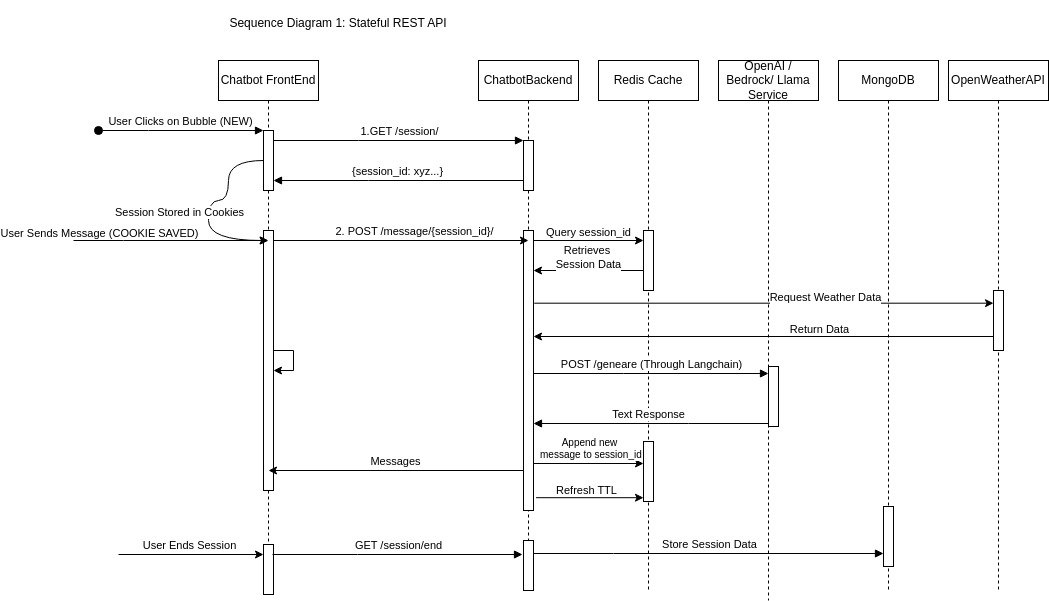 Sequence Diagram 1: Stateful REST API
Chatbot FrontEnd
ChatbotBackend
Redis Cache
OpenAI /
Bedrock/ Llama
Service
MongoDB
OpenWeatherAPI
User Clicks on Bubble (NEW)
1.GET /session/
{session_id: xyz...}
Session Stored in Cookies
User Sends Message (COOKIE SAVED)
2. POST /message/{session_id}/
Query session_id
Retrieves
Session Data
Request Weather Data
Return Data
POST /geneare (Through Langchain)
Text Response
Append new
message to session_id
Messages
Refresh TTL
User Ends Session
GET /session/end
Store Session Data